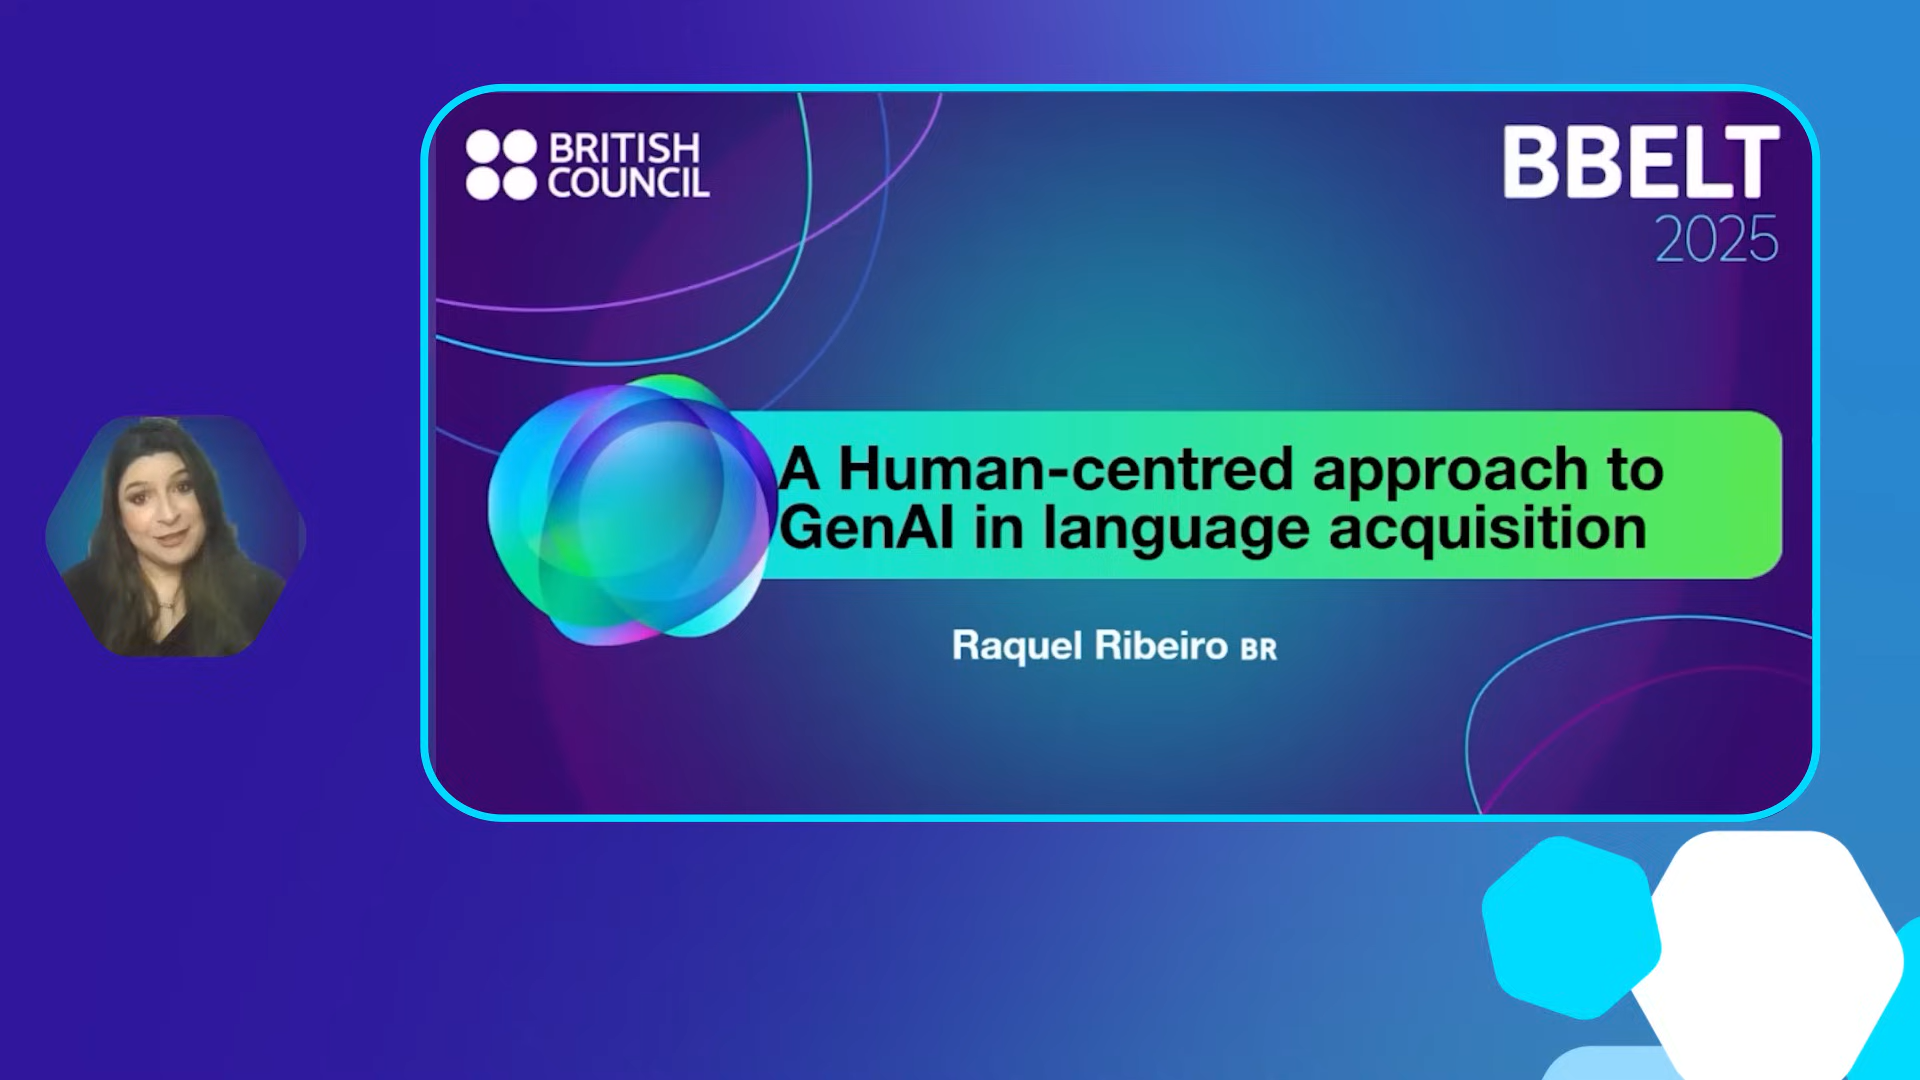 BRITISH
COUNCIL
BBELT
2025
A Human-centred approach to
GenAI in language acquisition
Raquel Ribeiro BR